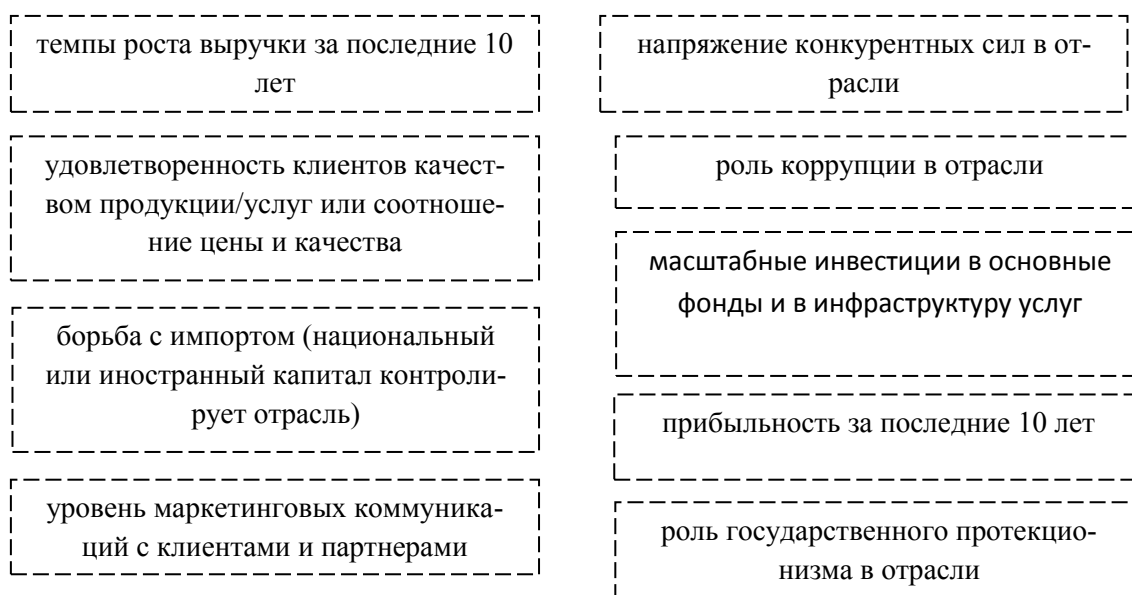 темпы роста выручки за последние 10
лет
удовлетворенность клиентов качест-
вом продукции/услуг или соотноше-
ние цены и качества
борьба с импортом (национальный
или иностранный капитал контроли-
рует отрасль)
уровень маркетинговых коммуника-
ций с клиентами и партнерами
напряжение конкурентных сил в от-
расли
роль коррупции в отрасли
масштабные инвестиции в основные
фонды и в инфраструктуру услуг
прибыльность за последние 10 лет
роль государственного протекцио-
низма в отрасли